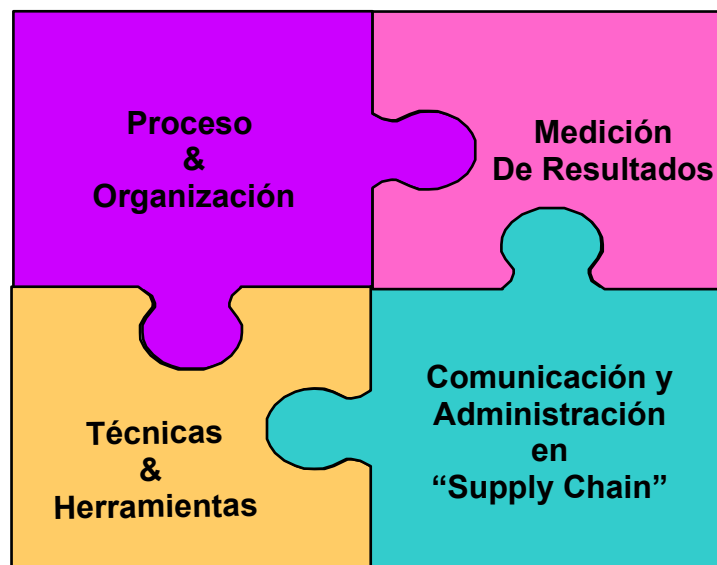 Proceso
&
Organización
Medición
De Resultados
Técnicas
&
Herramientas
Comunicación y
Administración
en
“Supply Chain”